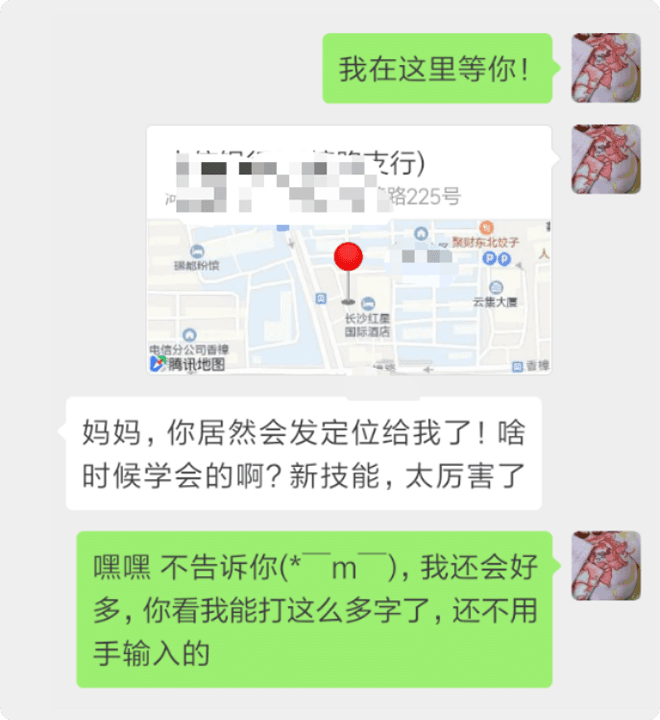 我在这里等你！
支行)
路225号
聚财东北饺子
瑞都粉馆
云集大厦
长沙红星
国际酒店
电信分公司香樟
腾讯地图
香樟
妈妈，你居然会发定位给我了！啥
时候学会的啊？新技能，太厉害了
嘿嘿 不告诉你(*￣m￣)，我还会好
多，你看我能打这么多字了，还不用
手输入的